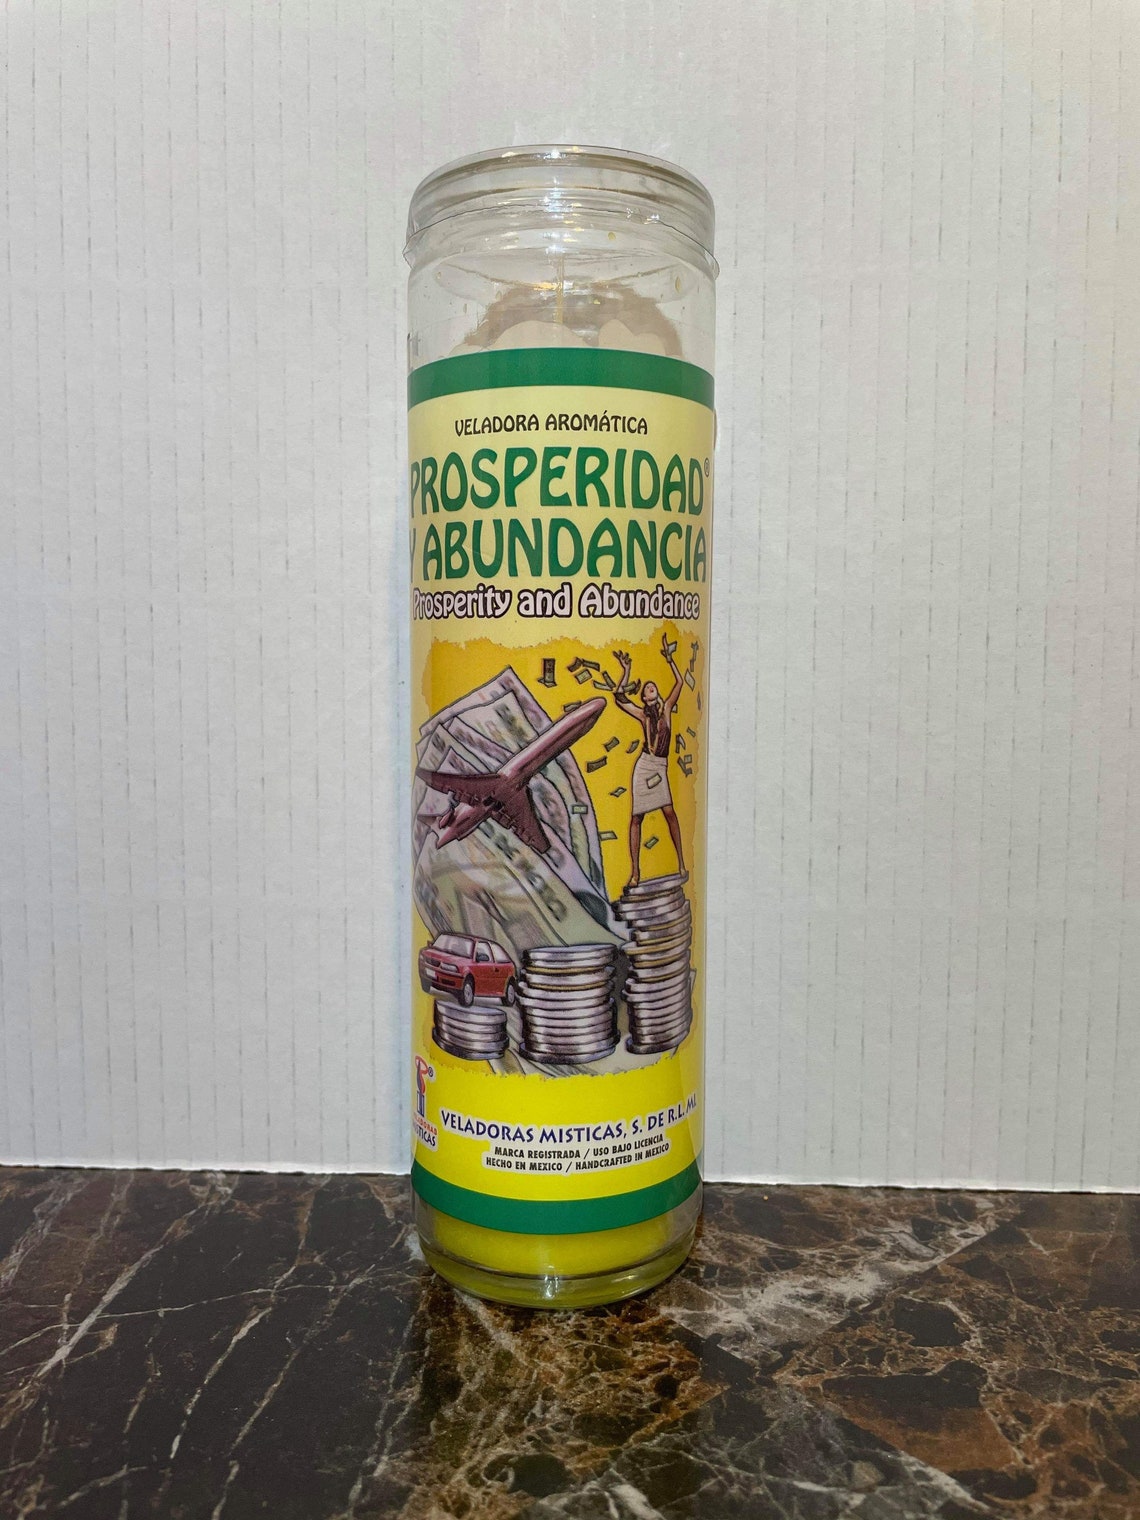 VELADORA AROMÁTICA
PROSPERIDAD®
Y ABUNDANCIA
Prosperity and Abundance
VELADORAS MISTICAS, S. DE R.L. MI.
MARCA REGISTRADA / USO BAJO LICENCIA
HECHO EN MEXICO / HANDCRAFTED IN MEXICO